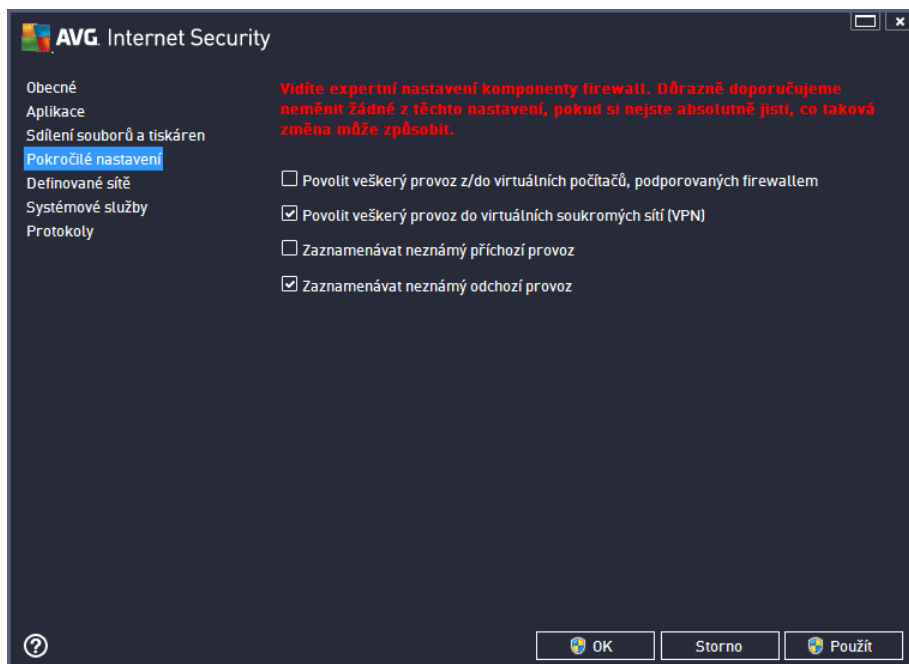 AVG. Internet Security
Obecné
Aplikace
Sdílení souborů a tiskáren
Pokročilé nastavení
Definované sítě
Systémové služby
Protokoly
Vidíte expertní nastavení komponenty firewall. Důrazně doporučujeme
neměnit žádné z těchto nastavení, pokud si nejste absolutně jisti, co taková
změna může způsobit.
Povolit veškerý provoz z/do virtuálních počítačů, podporovaných firewallem
Povolit veškerý provoz do virtuálních soukromých sítí (VPN)
Zaznamenávat neznámý příchozí provoz
Zaznamenávat neznámý odchozí provoz
OK
Storno
Použít